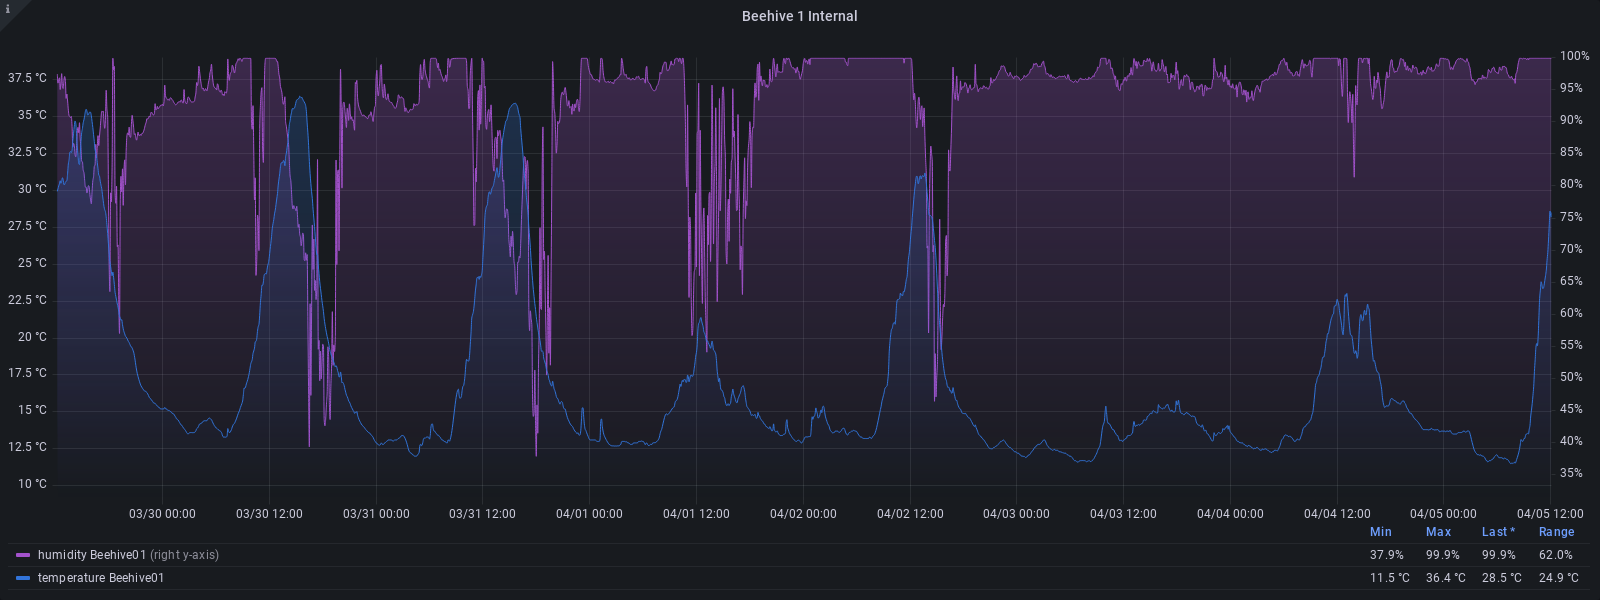 i
Beehive 1 Internal
37.5 °C
35 °C
32.5 °C
30 °C
27.5 °C
25 °C
22.5 °C
20 °C
17.5 °C
15 °C
12.5 °C
10 °C
100%
95%
90%
85%
80%
75%
70%
65%
60%
55%
50%
45%
40%
35%
03/30 00:00 03/30 12:00 03/31 00:00 03/31 12:00 04/01 00:00 04/01 12:00 04/02 00:00 04/02 12:00 04/03 00:00 04/03 12:00 04/04 00:00 04/04 12:00 04/05 00:00 04/05 12:00
Min Max Last * Range
humidity Beehive01 (right y-axis) 37.9% 99.9% 99.9% 62.0%
temperature Beehive01 11.5 °C 36.4 °C 28.5 °C 24.9 °C